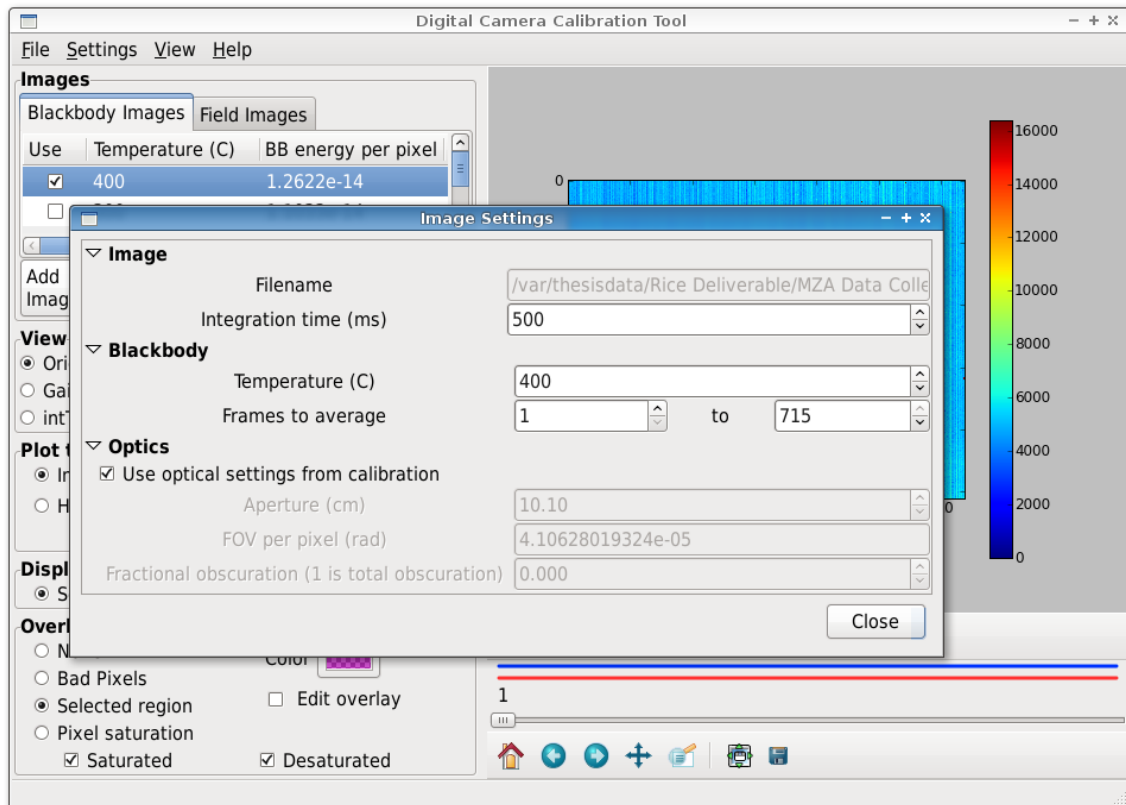 Digital Camera Calibration Tool
File Settings View Help
Images
Blackbody Images Field Images
Use Temperature (C) BB energy per pixel
400 1.2622e-14
Image Settings
Image
Filename /var/thesisdata/Rice Deliverable/MZA Data Colle
Integration time (ms) 500
Blackbody
Temperature (C) 400
Frames to average 1 to 715
Optics
Use optical settings from calibration
Aperture (cm) 10.10
FOV per pixel (rad) 4.10628019324e-05
Fractional obscuration (1 is total obscuration) 0.000
Close
Add
Imag
View
Ori
Gai
int
Plot t
In
H
Displ
S
Overl
N
Color
Bad Pixels
Edit overlay
Selected region
Pixel saturation
Saturated Desaturated
0
16000
14000
12000
10000
8000
6000
4000
2000
0
0
1